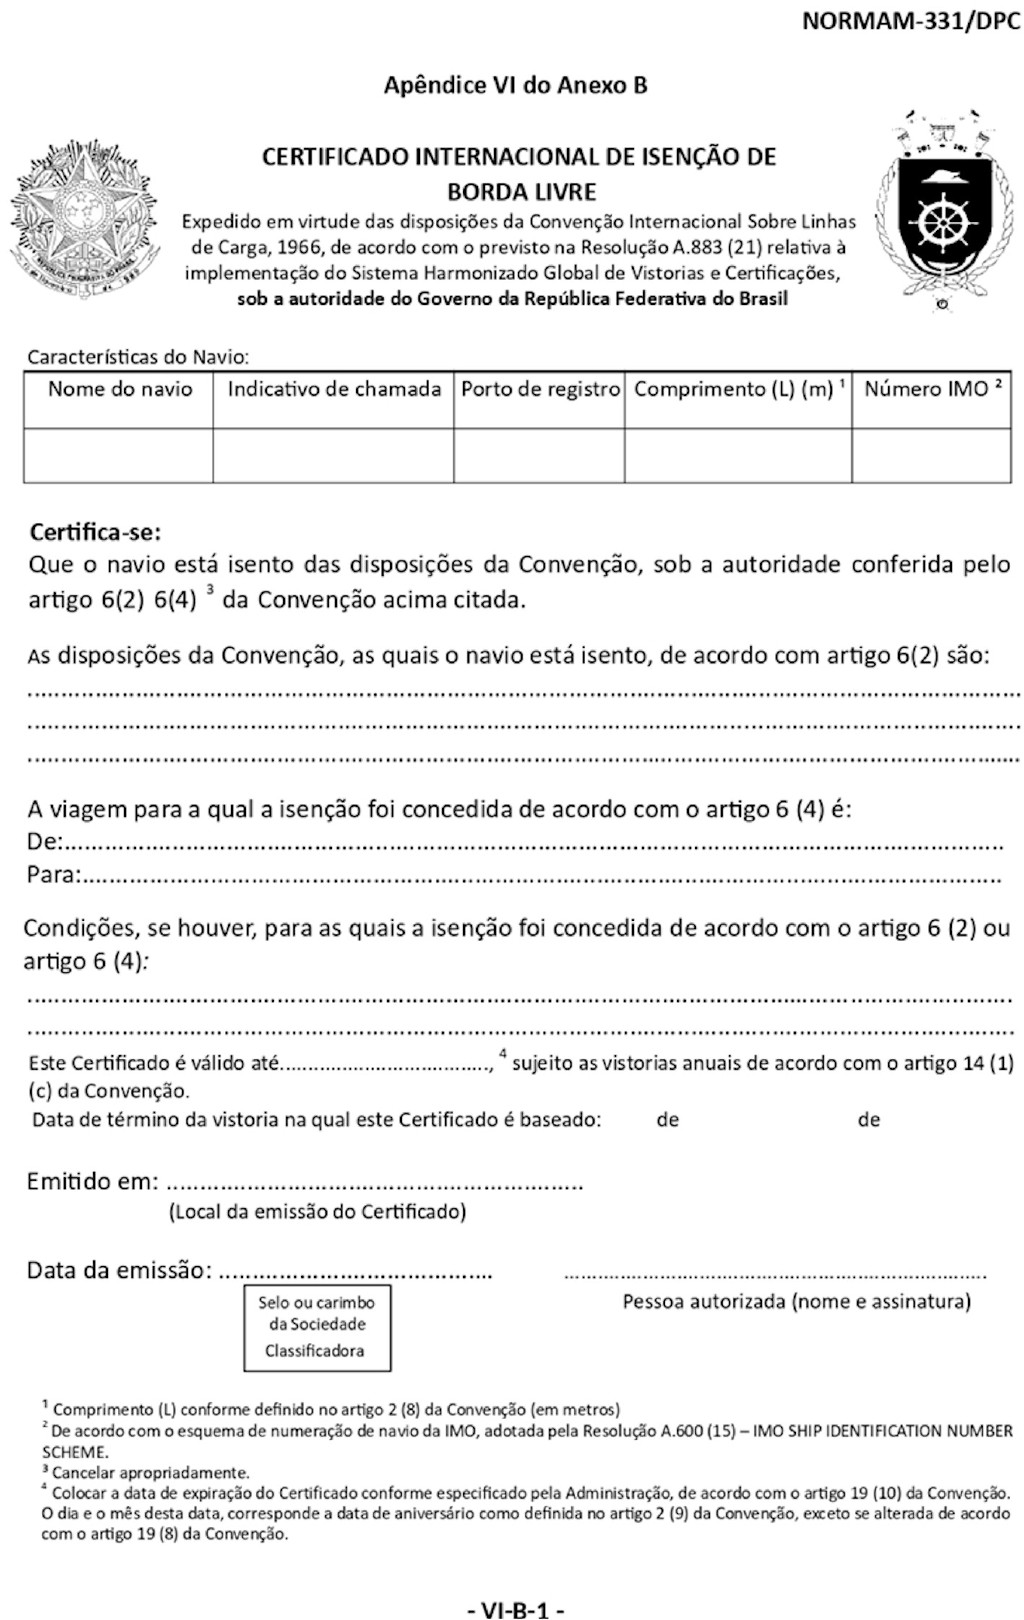 NORMAM-331/DPC
Apêndice VI do Anexo B
CERTIFICADO INTERNACIONAL DE ISENÇÃO DE
BORDA LIVRE
Expedido em virtude das disposições da Convenção Internacional Sobre Linhas
de Carga, 1966, de acordo com o previsto na Resolução A.883 (21) relativa à
implementação do Sistema Harmonizado Global de Vistorias e Certificações,
sob a autoridade do Governo da República Federativa do Brasil
Características do Navio:
Nome do navio Indicativo de chamada Porto de registro Comprimento (L) (m) ¹ Número IMO ²
Certifica-se:
Que o navio está isento das disposições da Convenção, sob a autoridade conferida pelo
artigo 6(2) 6(4) ³ da Convenção acima citada.
As disposições da Convenção, as quais o navio está isento, de acordo com artigo 6(2) são:
A viagem para a qual a isenção foi concedida de acordo com o artigo 6 (4) é:
De:........................................................................................................
Para:......................................................................................................
Condições, se houver, para as quais a isenção foi concedida de acordo com o artigo 6 (2) ou
artigo 6 (4):
Este Certificado é válido até....................................., ⁴ sujeito as vistorias anuais de acordo com o artigo 14 (1)
(c) da Convenção.
Data de término da vistoria na qual este Certificado é baseado: de de
Emitido em: ..............................................................
(Local da emissão do Certificado)
Data da emissão: .........................................
Selo ou carimbo
da Sociedade
Classificadora
Pessoa autorizada (nome e assinatura)
¹ Comprimento (L) conforme definido no artigo 2 (8) da Convenção (em metros)
² De acordo com o esquema de numeração de navio da IMO, adotada pela Resolução A.600 (15) – IMO SHIP IDENTIFICATION NUMBER
SCHEME.
³ Cancelar apropriadamente.
⁴ Colocar a data de expiração do Certificado conforme especificado pela Administração, de acordo com o artigo 19 (10) da Convenção.
O dia e o mês desta data, corresponde a data de aniversário como definida no artigo 2 (9) da Convenção, exceto se alterada de acordo
com o artigo 19 (8) da Convenção.
- VI-B-1 -